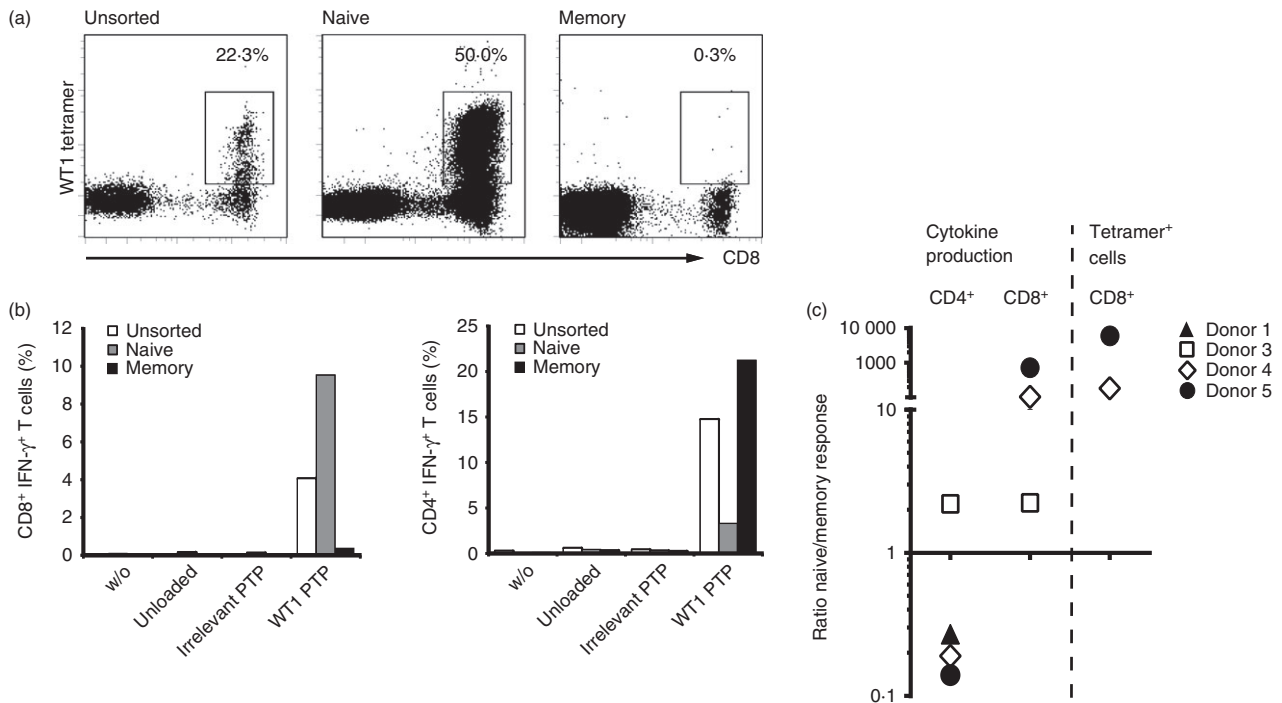 (a)
Unsorted
Naive
Memory
22·3%
50·0%
0·3%
WT1 tetramer
CD8
(b)
Unsorted
Naive
Memory
CD8+ IFN-γ+ T cells (%)
12
10
8
6
4
2
0
w/o
Unloaded
Irrelevant PTP
WT1 PTP
Unsorted
Naive
Memory
CD4+ IFN-γ+ T cells (%)
25
20
15
10
5
0
w/o
Unloaded
Irrelevant PTP
WT1 PTP
(c)
Cytokine
production
Tetramer+
cells
CD4+
CD8+
CD8+
Ratio naive/memory response
10 000
1000
10
1
0·1
Donor 1
Donor 3
Donor 4
Donor 5